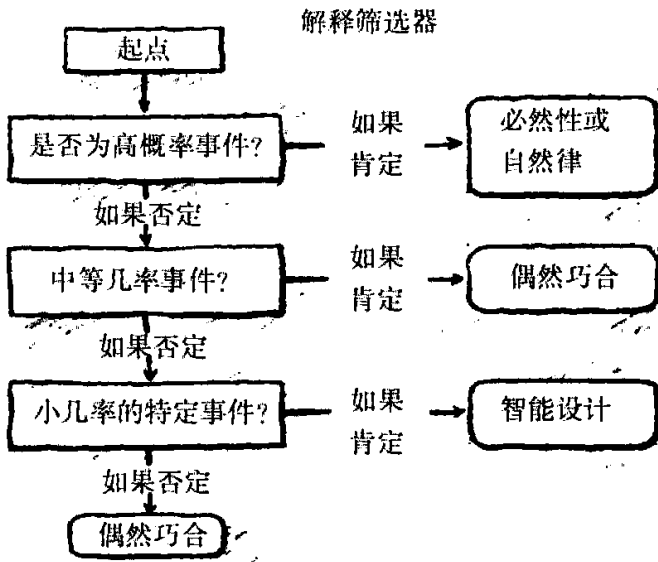 解释筛选器
起点
是否为高概率事件?
如果
肯定
必然性或
自然律
如果否定
中等几率事件?
如果
肯定
偶然巧合
如果否定
小几率的特定事件?
如果
肯定
智能设计
如果否定
偶然巧合